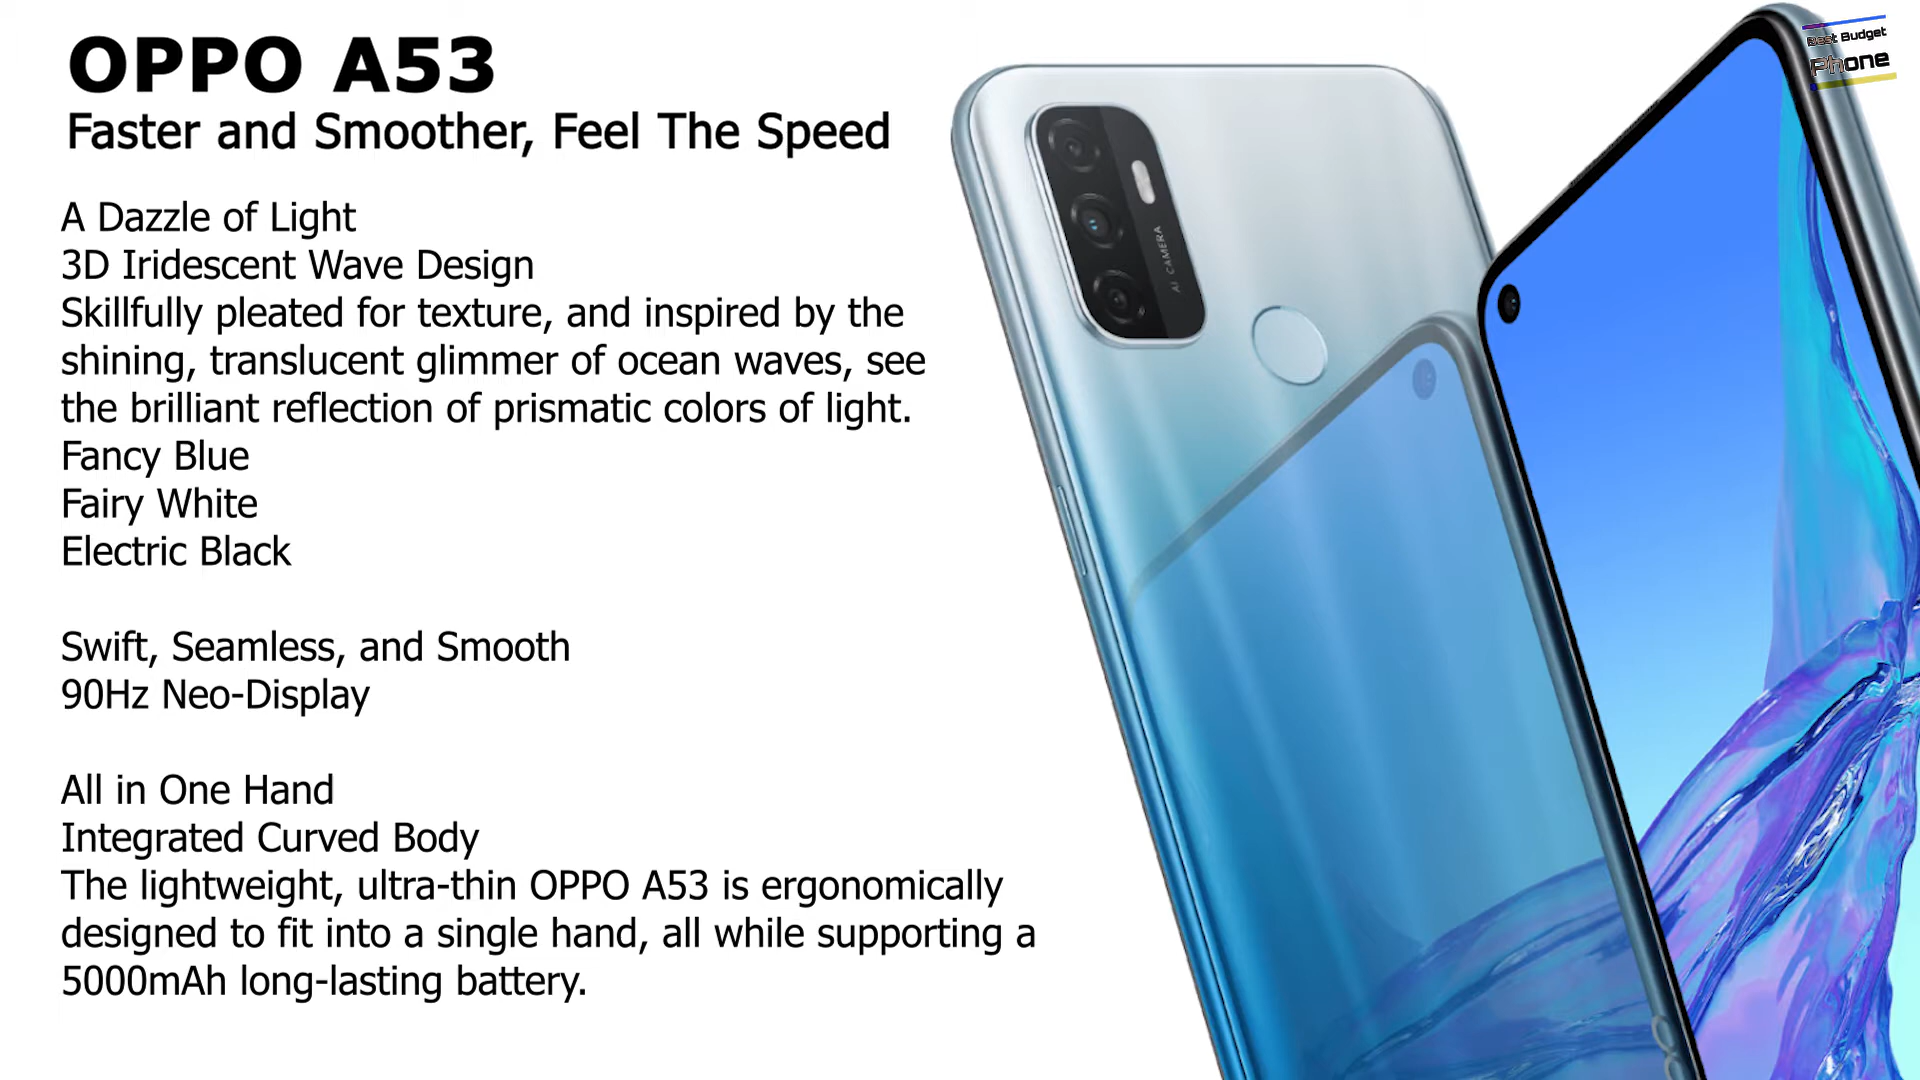 OPPO A53
Faster and Smoother, Feel The Speed
A Dazzle of Light
3D Iridescent Wave Design
Skillfully pleated for texture, and inspired by the
shining, translucent glimmer of ocean waves, see
the brilliant reflection of prismatic colors of light.
Fancy Blue
Fairy White
Electric Black
Swift, Seamless, and Smooth
90Hz Neo-Display
All in One Hand
Integrated Curved Body
The lightweight, ultra-thin OPPO A53 is ergonomically
designed to fit into a single hand, all while supporting a
5000mAh long-lasting battery.
AI CAMERA
Best Budget
Phone